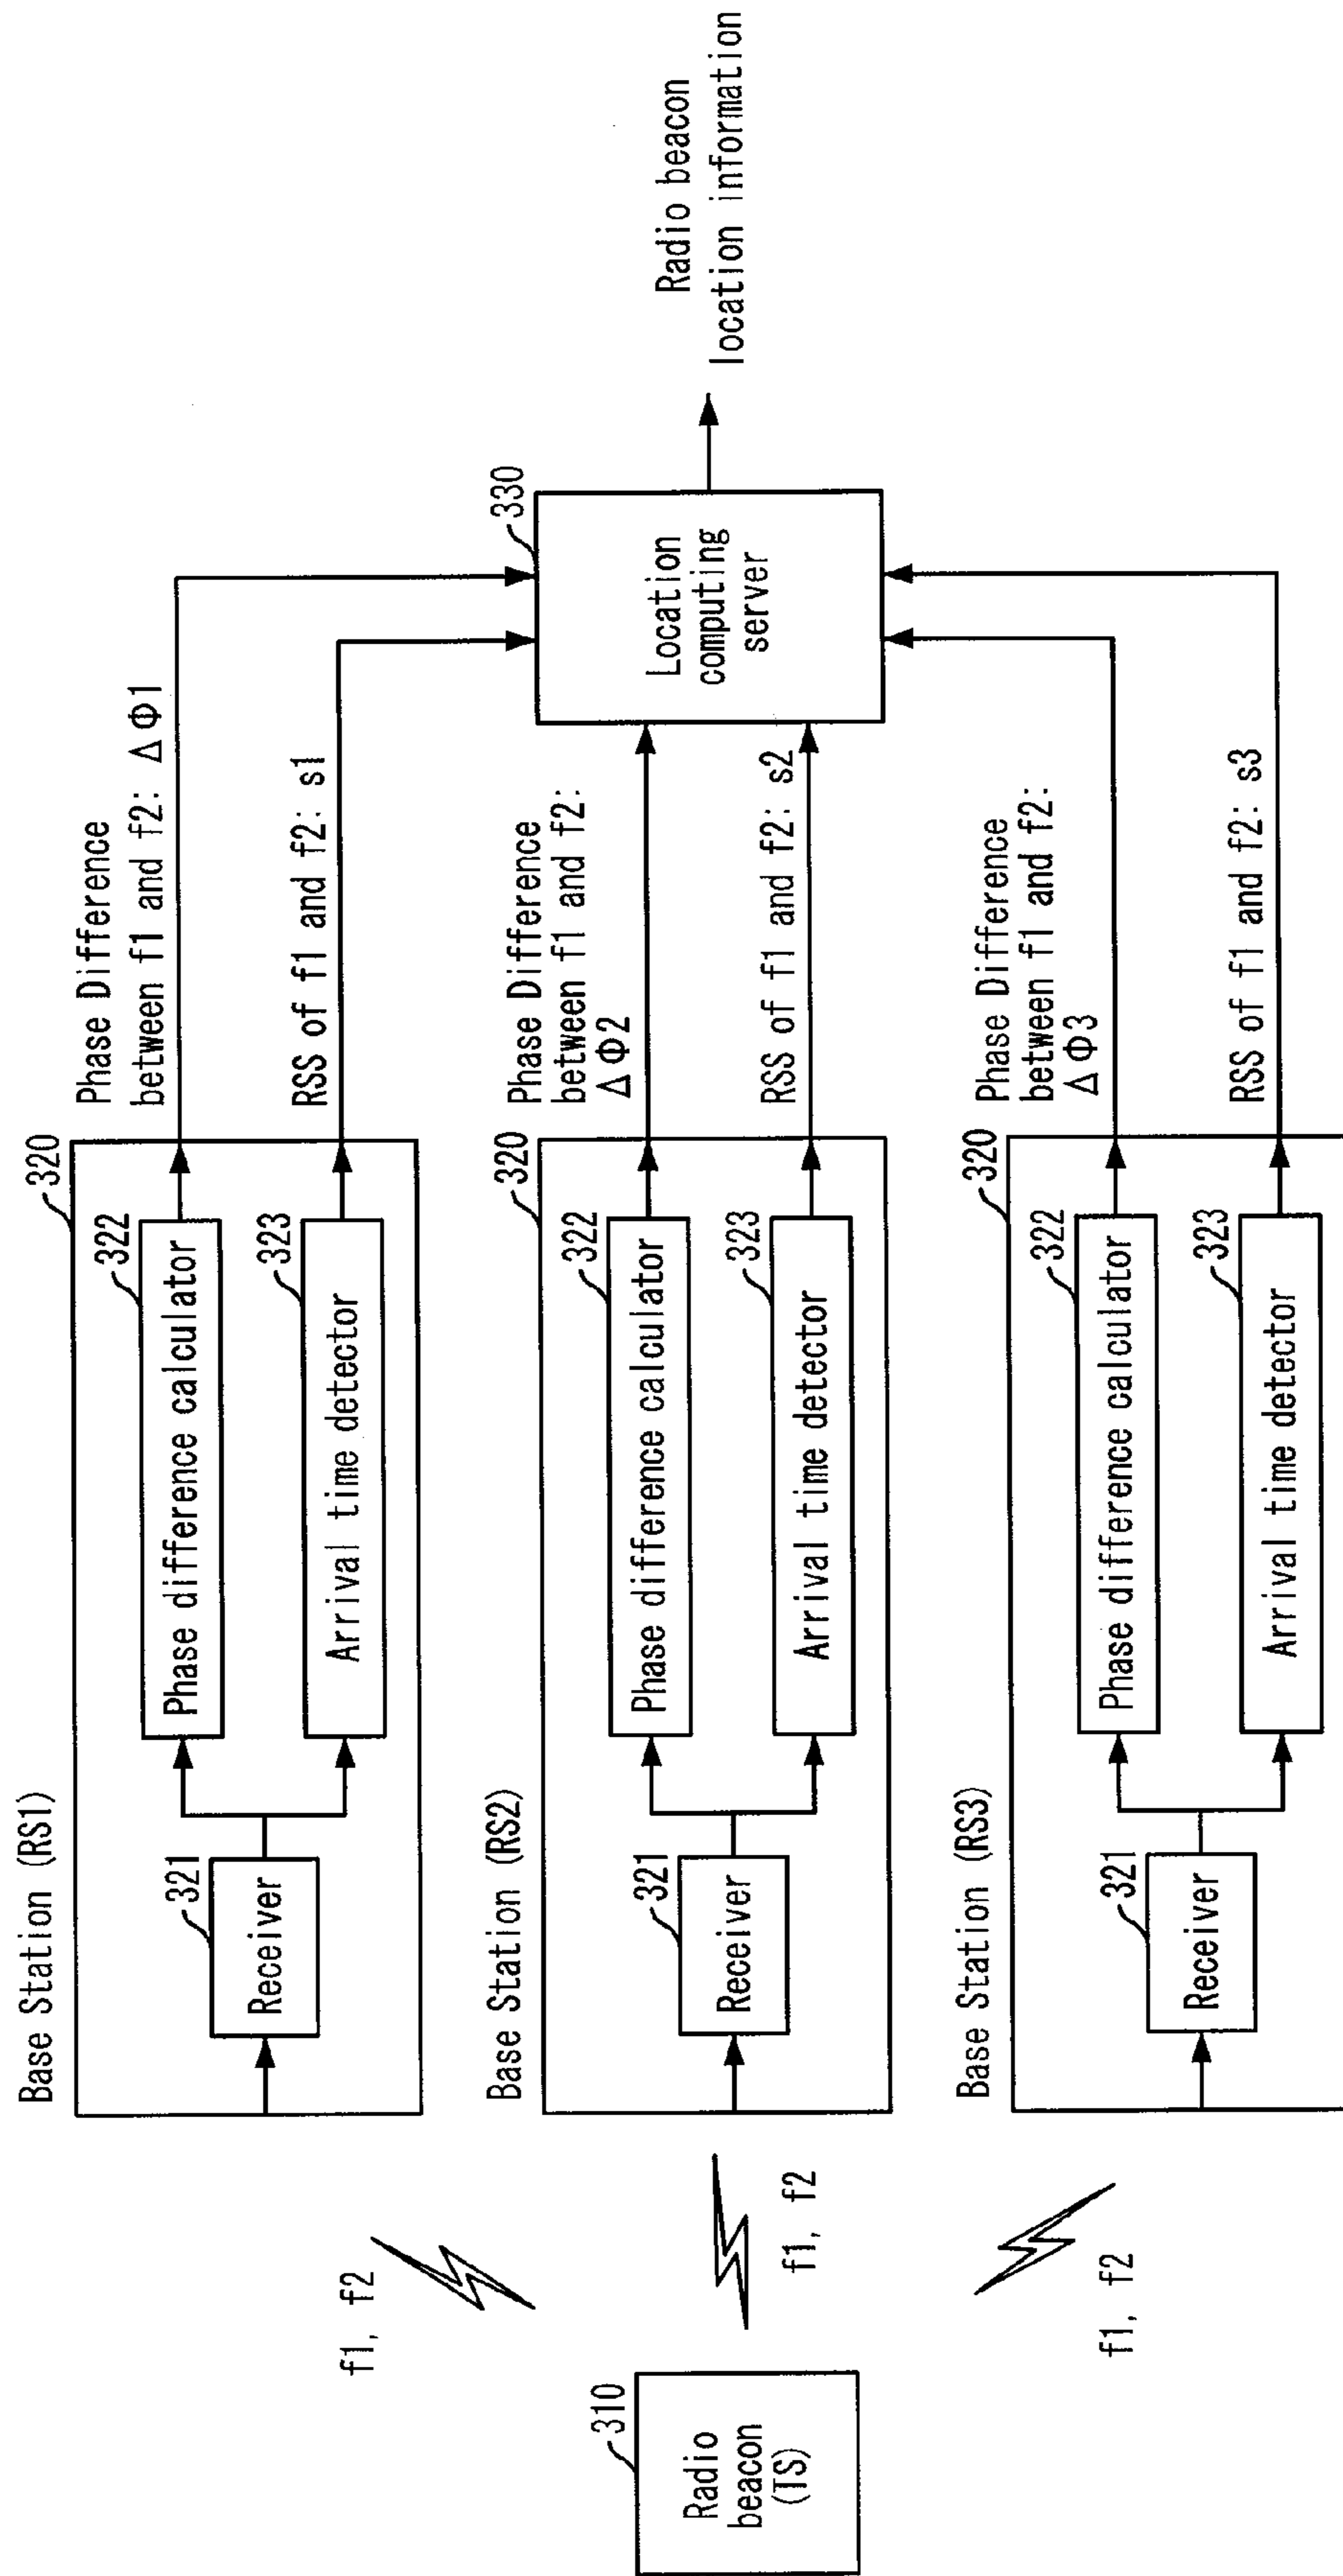 Base Station (RS1)
320
321
Receiver
322
Phase difference calculator
323
Arrival time detector
Phase Difference
between f1 and f2: ΔΦ1
RSS of f1 and f2: s1
f1, f2
310
Radio
beacon
(TS)
f1, f2
Base Station (RS2)
320
321
Receiver
322
Phase difference calculator
323
Arrival time detector
Phase Difference
between f1 and f2:
ΔΦ2
RSS of f1 and f2: s2
330
Location
computing
server
Radio beacon
location information
f1, f2
Base Station (RS3)
320
321
Receiver
322
Phase difference calculator
323
Arrival time detector
Phase Difference
between f1 and f2:
ΔΦ3
RSS of f1 and f2: s3